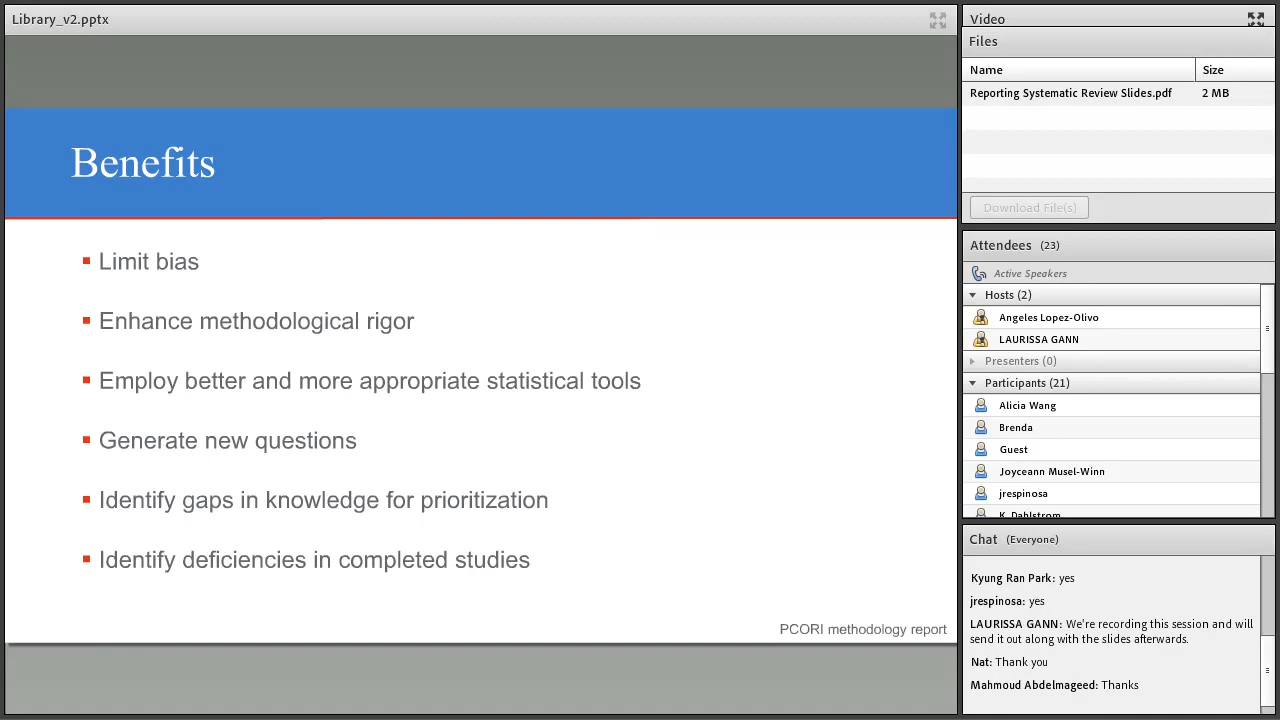 Library_v2.pptx
Benefits
Limit bias
Enhance methodological rigor
Employ better and more appropriate statistical tools
Generate new questions
Identify gaps in knowledge for prioritization
Identify deficiencies in completed studies
PCORI methodology report
Video
Files
Name Size
Reporting Systematic Review Slides.pdf 2 MB
Download File(s)
Attendees (23)
Active Speakers
Hosts (2)
Angeles Lopez-Olivo
LAURISSA GANN
Presenters (0)
Participants (21)
Alicia Wang
Brenda
Guest
Joyceann Musel-Winn
jrespinosa
K. Dahlstrom
Chat (Everyone)
Kyung Ran Park: yes
jrespinosa: yes
LAURISSA GANN: We're recording this session and will
send it out along with the slides afterwards.
Nat: Thank you
Mahmoud Abdelmageed: Thanks